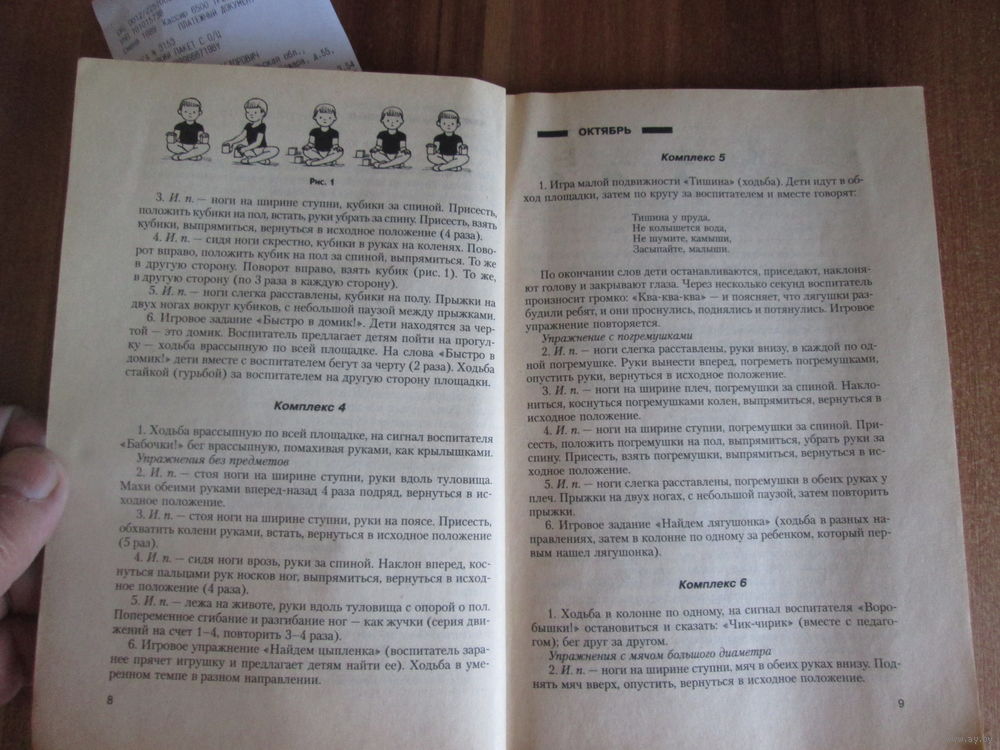 ПЛАТЕЖНЫЙ ДОКУМЕНТ
Рис. 1
3. И. п. — ноги на ширине ступни, кубики за спиной. Присесть,
положить кубики на пол, встать, руки убрать за спину. Присесть, взять
кубики, выпрямиться, вернуться в исходное положение (4 раза).
4. И. п. — сидя ноги скрестно, кубики в руках на коленях. Пово-
рот вправо, положить кубик на пол за спиной, выпрямиться. То же
в другую сторону. Поворот вправо, взять кубик (рис. 1). То же,
в другую сторону (по 3 раза в каждую сторону).
5. И. п. — ноги слегка расставлены, кубики на полу. Прыжки на
двух ногах вокруг кубиков, с небольшой паузой между прыжками.
6. Игровое задание «Быстро в домик!». Дети находятся за чер-
той — это домик. Воспитатель предлагает детям пойти на прогул-
ку — ходьба врассыпную по всей площадке. На слова «Быстро в
домик!» дети вместе с воспитателем бегут за черту (2 раза). Ходьба
стайкой (гурьбой) за воспитателем на другую сторону площадки.
Комплекс 4
1. Ходьба врассыпную по всей площадке, на сигнал воспитателя
«Бабочки!» бег врассыпную, помахивая руками, как крылышками.
Упражнения без предметов
2. И. п. — стоя ноги на ширине ступни, руки вдоль туловища.
Махи обеими руками вперед-назад 4 раза подряд, вернуться в ис-
ходное положение.
3. И. п. — стоя ноги на ширине ступни, руки на поясе. Присесть,
обхватить колени руками, встать, вернуться в исходное положение
(5 раз).
4. И. п. — сидя ноги врозь, руки за спиной. Наклон вперед, кос-
нуться пальцами рук носков ног, выпрямиться, вернуться в исход-
ное положение (4 раза).
5. И. п. — лежа на животе, руки вдоль туловища с опорой о пол.
Попеременное сгибание и разгибание ног — как жучки (серия дви-
жений на счет 1–4, повторить 3–4 раза).
6. Игровое упражнение «Найдем цыпленка» (воспитатель зара-
нее прячет игрушку и предлагает детям найти ее). Ходьба в уме-
ренном темпе в разном направлении.
8
ОКТЯБРЬ
Комплекс 5
1. Игра малой подвижности «Тишина» (ходьба). Дети идут в об-
ход площадки, затем по кругу за воспитателем и вместе говорят:
Тишина у пруда,
Не колышется вода,
Не шумите, камыши,
Засыпайте, малыши.
По окончании слов дети останавливаются, приседают, наклоня-
ют голову и закрывают глаза. Через несколько секунд воспитатель
произносит громко: «Ква-ква-ква» — и поясняет, что лягушки раз-
будили ребят, и они проснулись, поднялись и потянулись. Игровое
упражнение повторяется.
Упражнение с погремушками
2. И. п. — ноги слегка расставлены, руки внизу, в каждой по од-
ной погремушке. Руки вынести вперед, погреметь погремушками,
опустить руки, вернуться в исходное положение.
3. И. п. — ноги на ширине плеч, погремушки за спиной. Накло-
ниться, коснуться погремушками колен, выпрямиться, вернуться в
исходное положение.
4. И. п. — ноги на ширине ступни, погремушки за спиной. При-
сесть, положить погремушки на пол, выпрямиться, убрать руки за
спину. Присесть, взять погремушки, выпрямиться, вернуться в ис-
ходное положение.
5. И. п. — ноги слегка расставлены, погремушки в обеих руках у
плеч. Прыжки на двух ногах, с небольшой паузой, затем повторить
прыжки.
6. Игровое задание «Найдем лягушонка» (ходьба в разных на-
правлениях, затем в колонне по одному за ребенком, который пер-
вым нашел лягушонка).
Комплекс 6
1. Ходьба в колонне по одному, на сигнал воспитателя «Воро-
бышки!» остановиться и сказать: «Чик-чирик» (вместе с педаго-
гом); бег друг за другом.
Упражнения с мячом большого диаметра
2. И. п. — ноги на ширине ступни, мяч в обеих руках внизу. Под-
нять мяч вверх, опустить, вернуться в исходное положение.
9
www.ay.by